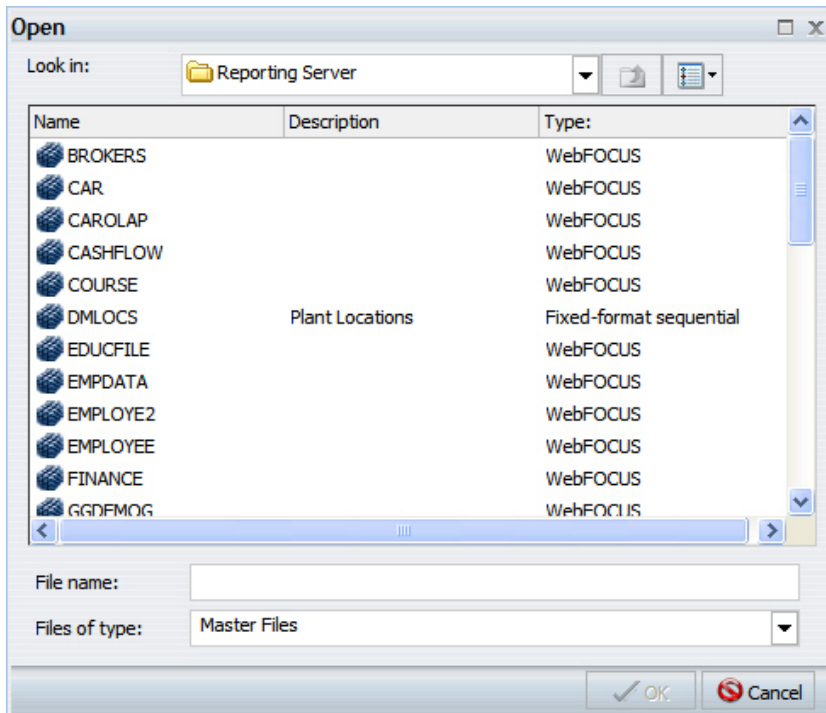 Open
Look in: Reporting Server
Name Description Type:
BROKERS WebFOCUS
CAR WebFOCUS
CAROLAP WebFOCUS
CASHFLOW WebFOCUS
COURSE WebFOCUS
DMLOCS Plant Locations Fixed-format sequential
EDUCFILE WebFOCUS
EMPDATA WebFOCUS
EMPLOYE2 WebFOCUS
EMPLOYEE WebFOCUS
FINANCE WebFOCUS
GGDEMOG WebFOCUS
File name:
Files of type: Master Files
OK Cancel